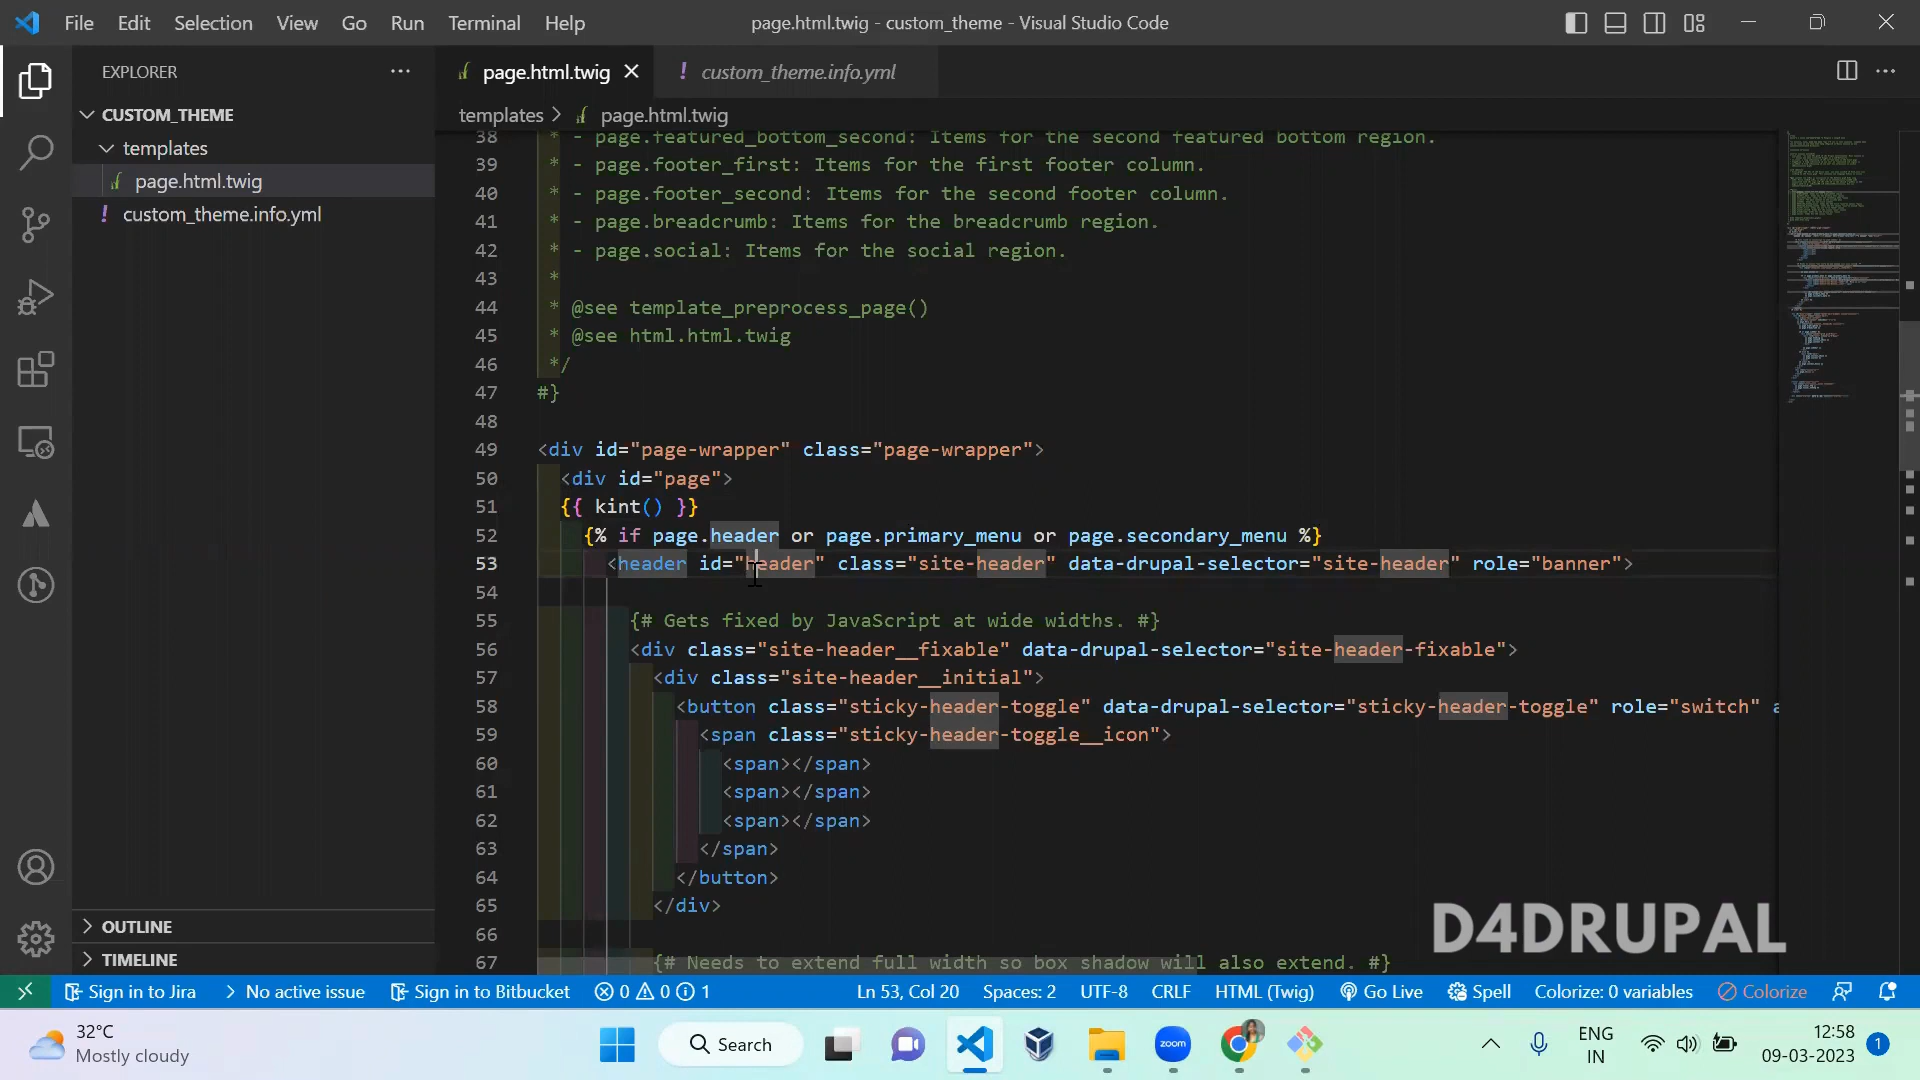 File Edit Selection View Go Run Terminal Help
page.html.twig - custom_theme - Visual Studio Code
EXPLORER
CUSTOM_THEME
templates
page.html.twig
! custom_theme.info.yml
OUTLINE
TIMELINE
page.html.twig
! custom_theme.info.yml
templates > page.html.twig
38 * - page.featured_bottom_second: Items for the second featured bottom region.
39 * - page.footer_first: Items for the first footer column.
40 * - page.footer_second: Items for the second footer column.
41 * - page.breadcrumb: Items for the breadcrumb region.
42 * - page.social: Items for the social region.
43 *
44 * @see template_preprocess_page()
45 * @see html.html.twig
46 */
47 #}
48
49 <div id="page-wrapper" class="page-wrapper">
50 <div id="page">
51 {{ kint() }}
52 {% if page.header or page.primary_menu or page.secondary_menu %}
53 <header id="header" class="site-header" data-drupal-selector="site-header" role="banner">
54
55 {# Gets fixed by JavaScript at wide widths. #}
56 <div class="site-header__fixable" data-drupal-selector="site-header-fixable">
57 <div class="site-header__initial">
58 <button class="sticky-header-toggle" data-drupal-selector="sticky-header-toggle" role="switch" a
59 <span class="sticky-header-toggle__icon">
60 <span></span>
61 <span></span>
62 <span></span>
63 </span>
64 </button>
65 </div>
66
67 {# Needs to extend full width so box shadow will also extend. #}
D4DRUPAL
Sign in to Jira > No active issue Sign in to Bitbucket 0 0 1 Ln 53, Col 20 Spaces: 2 UTF-8 CRLF HTML (Twig) Go Live Spell Colorize: 0 variables Colorize
32°C
Mostly cloudy
Search
zoom
ENG
IN
12:58
09-03-2023
1